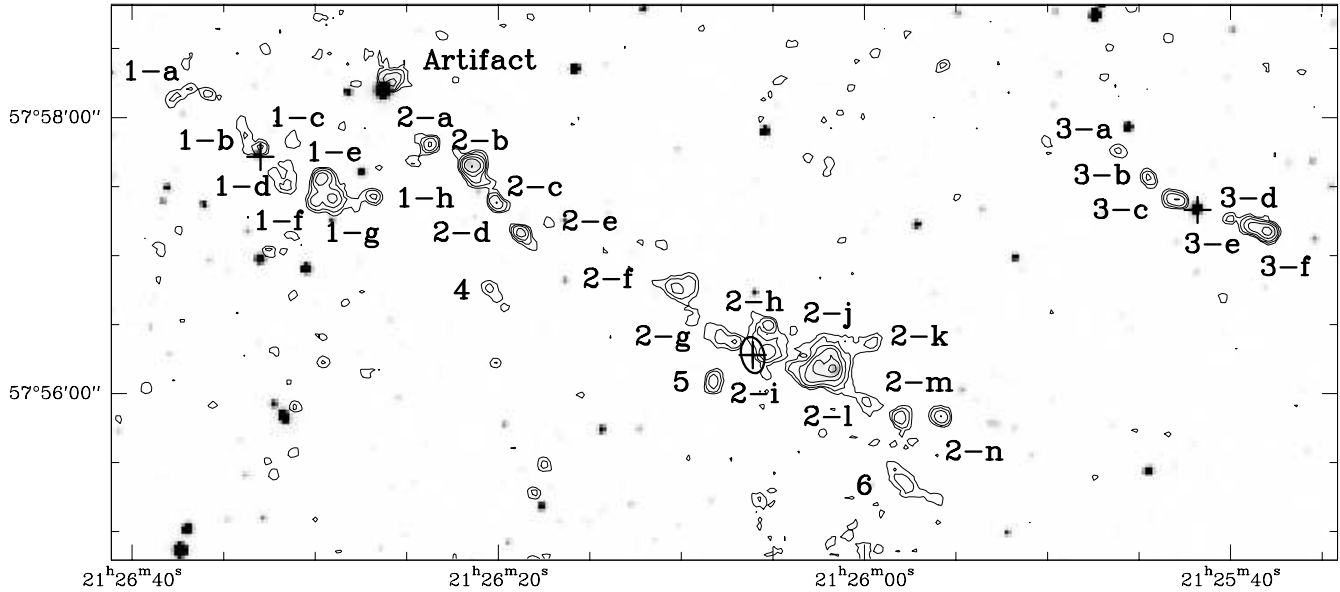 Artifact
1-a
57°58'00"
1-c
2-a
3-a
1-b
1-e
2-b
3-b
1-d
1-h
2-c
3-c
3-d
1-f
1-g
2-d
2-e
3-e
3-f
4
2-f
2-h
2-j
2-g
2-k
57°56'00"
5
2-i
2-m
2-l
2-n
6
21h26m40s
21h26m20s
21h26m00s
21h25m40s